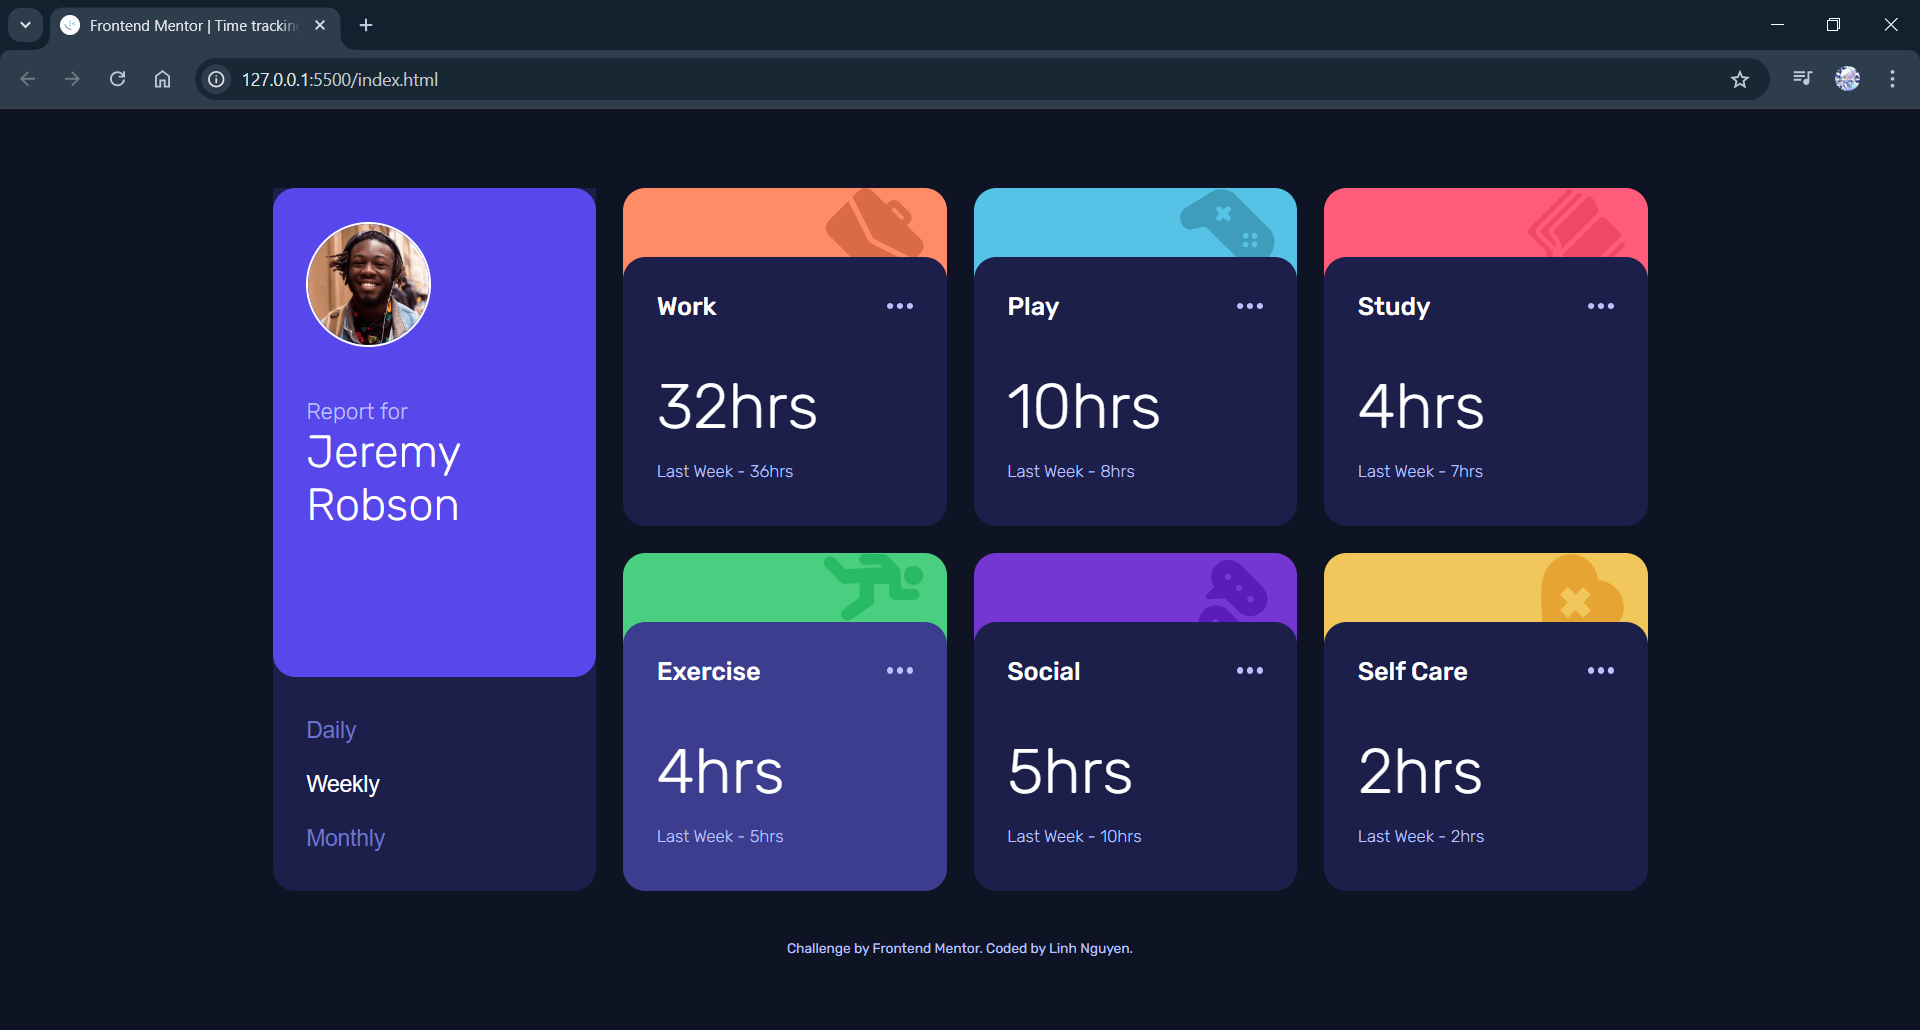 Frontend Mentor | Time trackin
127.0.0.1:5500/index.html
Report for
Jeremy
Robson
Daily
Weekly
Monthly
Work
32hrs
Last Week - 36hrs
Play
10hrs
Last Week - 8hrs
Study
4hrs
Last Week - 7hrs
Exercise
4hrs
Last Week - 5hrs
Social
5hrs
Last Week - 10hrs
Self Care
2hrs
Last Week - 2hrs
Challenge by Frontend Mentor. Coded by Linh Nguyen.